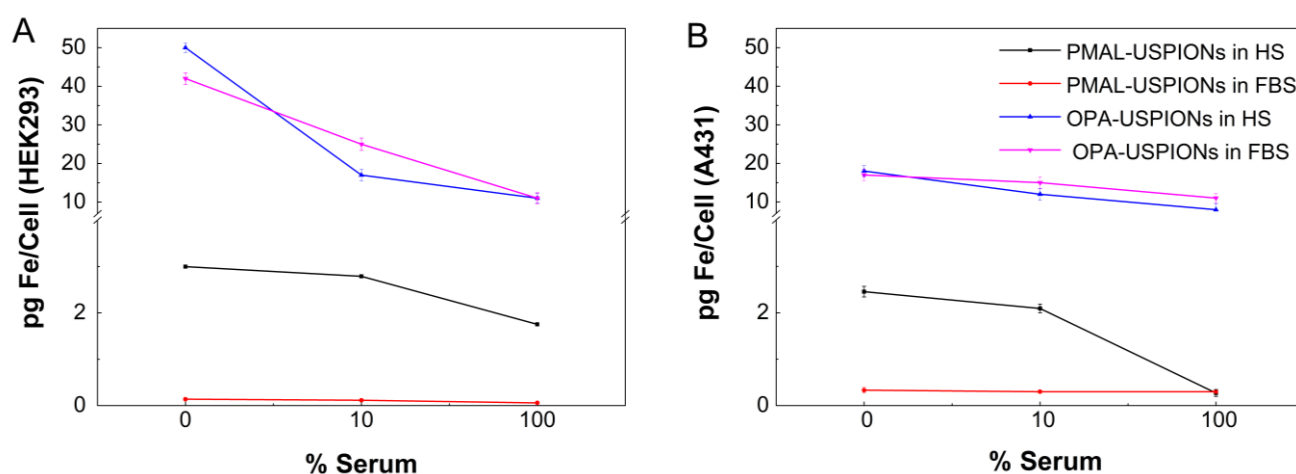 A
pg Fe/Cell (HEK293)
50
40
30
20
10
2
0
0
10
100
% Serum
B
pg Fe/Cell (A431)
50
40
30
20
10
2
0
0
10
100
% Serum
PMAL-USPIONs in HS
PMAL-USPIONs in FBS
OPA-USPIONs in HS
OPA-USPIONs in FBS